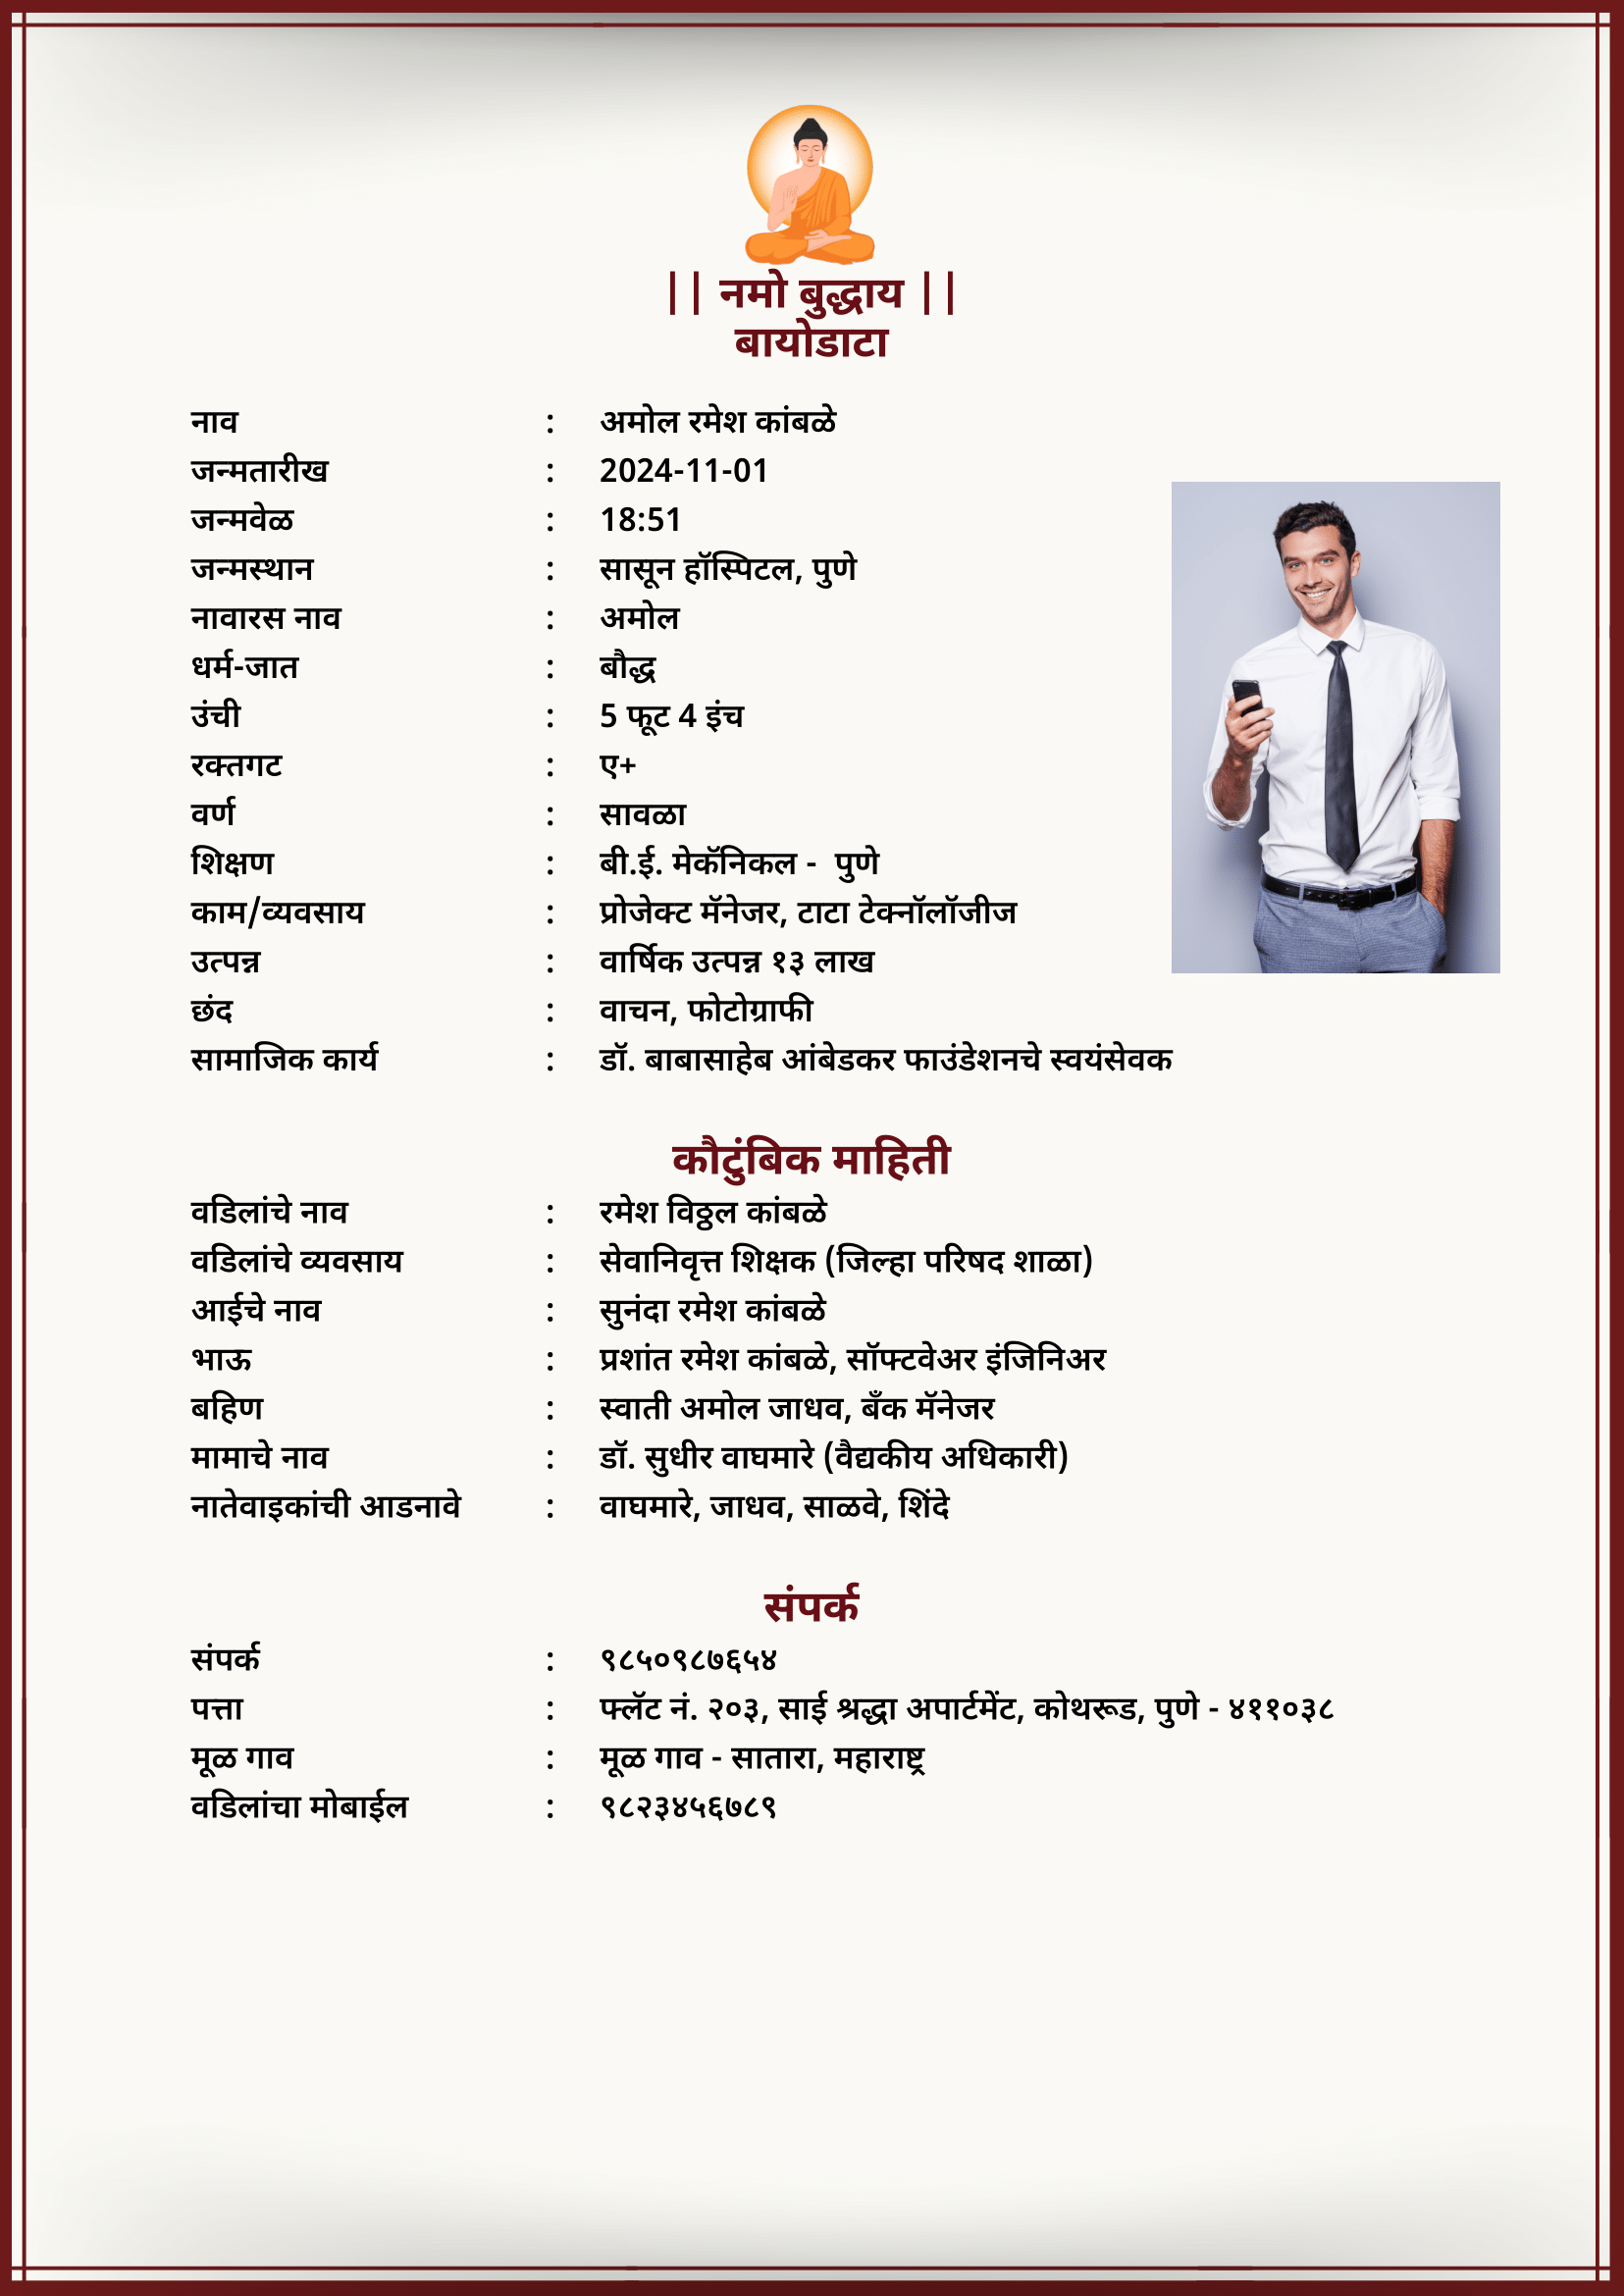 || नमो बुद्धाय ||
बायोडाटा
नाव : अमोल रमेश कांबळे
जन्मतारीख : 2024-11-01
जन्मवेळ : 18:51
जन्मस्थान : सासून हॉस्पिटल, पुणे
नावारस नाव : अमोल
धर्म-जात : बौद्ध
उंची : 5 फूट 4 इंच
रक्तगट : ए+
वर्ण : सावळा
शिक्षण : बी.ई. मेकॅनिकल - पुणे
काम/व्यवसाय : प्रोजेक्ट मॅनेजर, टाटा टेक्नॉलॉजीज
उत्पन्न : वार्षिक उत्पन्न १३ लाख
छंद : वाचन, फोटोग्राफी
सामाजिक कार्य : डॉ. बाबासाहेब आंबेडकर फाउंडेशनचे स्वयंसेवक
कौटुंबिक माहिती
वडिलांचे नाव : रमेश विठ्ठल कांबळे
वडिलांचे व्यवसाय : सेवानिवृत्त शिक्षक (जिल्हा परिषद शाळा)
आईचे नाव : सुनंदा रमेश कांबळे
भाऊ : प्रशांत रमेश कांबळे, सॉफ्टवेअर इंजिनिअर
बहिण : स्वाती अमोल जाधव, बँक मॅनेजर
मामाचे नाव : डॉ. सुधीर वाघमारे (वैद्यकीय अधिकारी)
नातेवाइकांची आडनावे : वाघमारे, जाधव, साळवे, शिंदे
संपर्क
संपर्क : ९८५०९८७६५४
पत्ता : फ्लॅट नं. २०३, साई श्रद्धा अपार्टमेंट, कोथरूड, पुणे - ४११०३८
मूळ गाव : मूळ गाव - सातारा, महाराष्ट्र
वडिलांचा मोबाईल : ९८२३४५६७८९